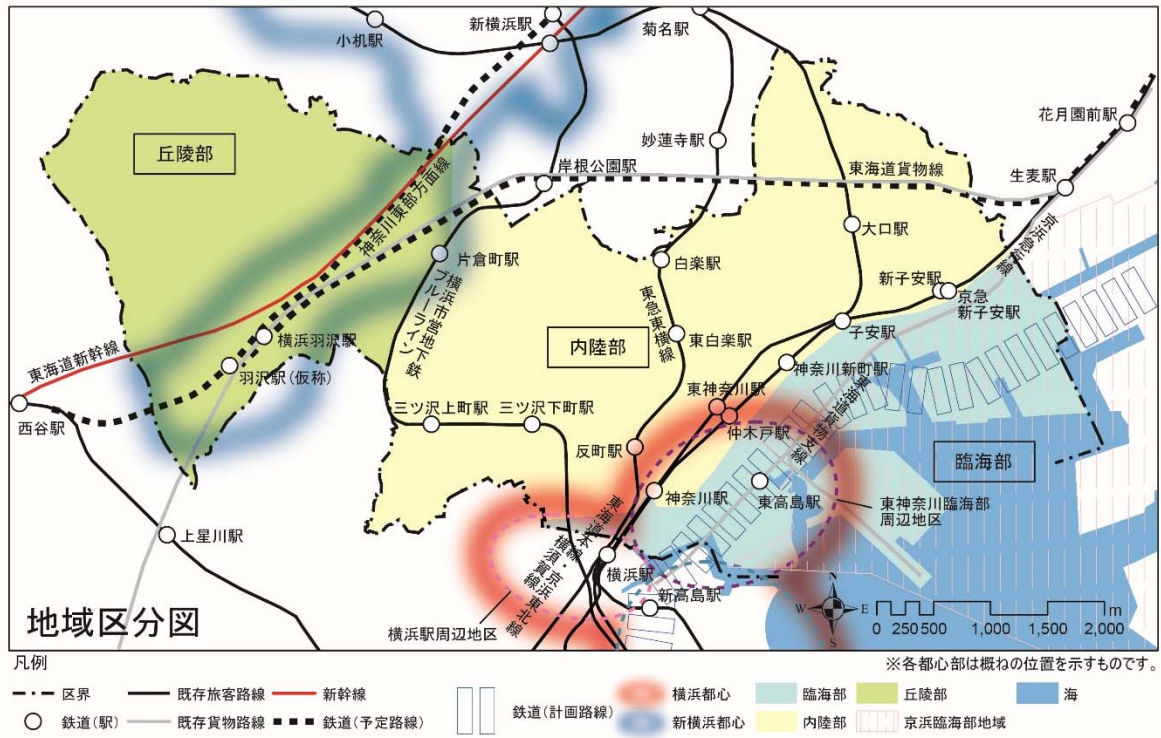 新横浜駅
小机駅
菊名駅
花月園前駅
丘陵部
妙蓮寺駅
岸根公園駅
東海道貨物線
生麦駅
神奈川東部方面線
京浜急行線
大口駅
片倉町駅
白楽駅
新子安駅
京急
新子安駅
横浜市営地下鉄
ブルーライン
東急東横線
横浜羽沢駅
内陸部
東白楽駅
子安駅
東海道新幹線
羽沢駅(仮称)
神奈川新町駅
東神奈川駅
東海道貨物支線
西谷駅
三ツ沢上町駅
三ツ沢下町駅
仲木戸駅
反町駅
臨海部
神奈川駅
東高島駅
東神奈川臨海部
周辺地区
上星川駅
東海道本線・京浜東北線
横須賀線
横浜駅
新高島駅
横浜駅周辺地区
地域区分図
N
W
E
S
0 250 500 1,000 1,500 2,000
m
凡例
※各都心部は概ねの位置を示すものです。
区界
既存旅客路線
新幹線
鉄道(計画路線)
横浜都心
臨海部
丘陵部
海
鉄道(駅)
既存貨物路線
鉄道(予定路線)
新横浜都心
内陸部
京浜臨海部地域